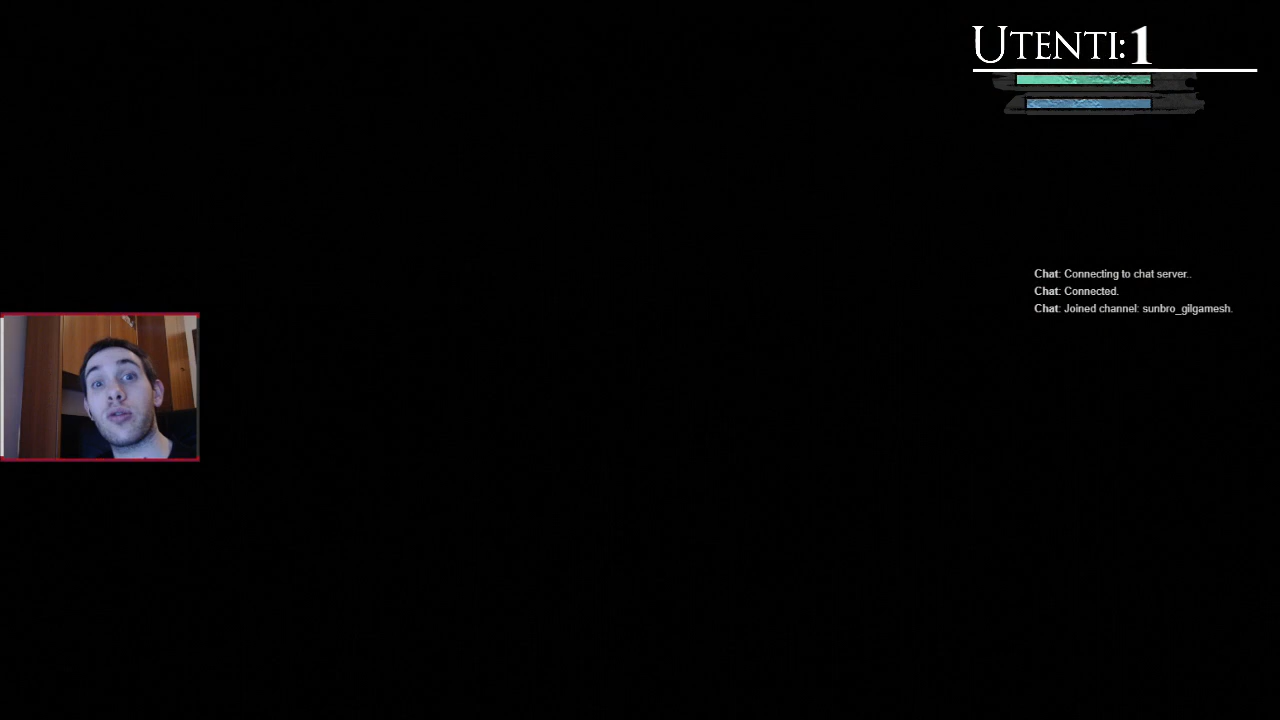 UTENTI: 1
Chat: Connecting to chat server..
Chat: Connected.
Chat: Joined channel: sunbro_gilgamesh.